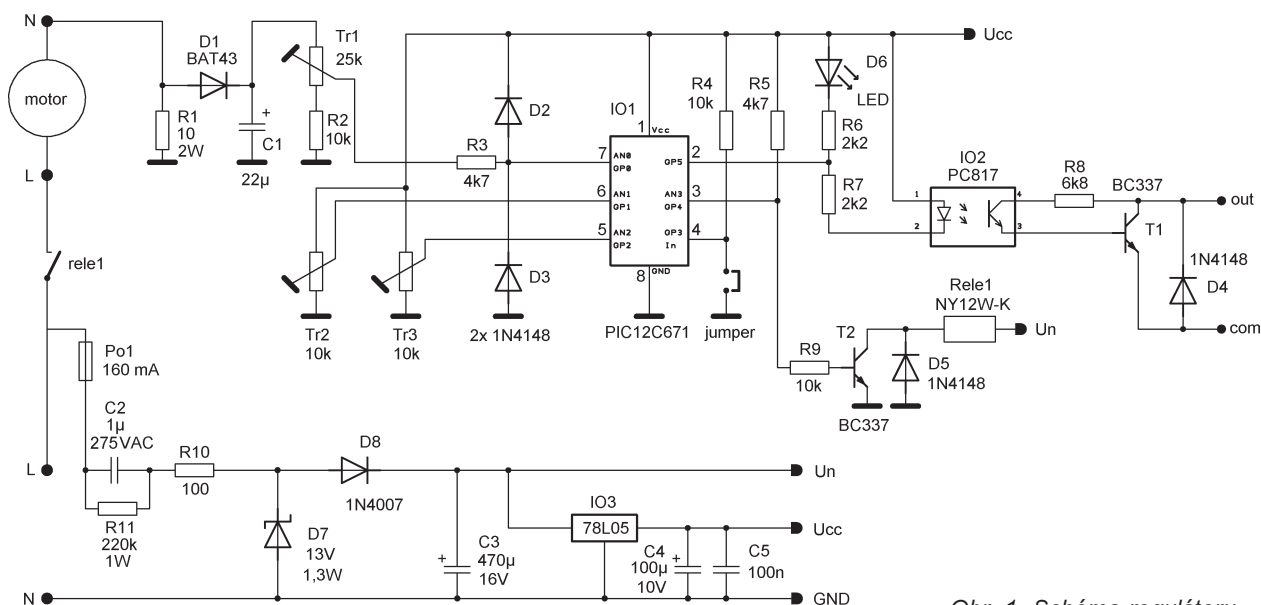 N
D1
BAT43
Tr1
25k
motor
R1
10
2W
+
C1
22µ
R2
10k
L
rele1
R3
4k7
D2
D3
2x 1N4148
Tr2
10k
Tr3
10k
IO1
1 Vcc
7 AN0 GP0
6 AN1 GP1
5 AN2 GP2
GP5 2
AN3 GP4 3
GP3 In 4
8 GND
PIC12C671
R4
10k
R5
4k7
jumper
Ucc
D6
LED
R6
2k2
R7
2k2
IO2
PC817
1
2
4
3
R8
6k8
BC337
T1
out
1N4148
D4
com
Rele1
NY12W-K
Un
T2
R9
10k
D5
1N4148
BC337
Po1
160 mA
C2
1µ
275VAC
L
R10
100
R11
220k
1W
D8
1N4007
D7
13V
1,3W
+
C3
470µ
16V
IO3
78L05
Un
Ucc
+
C4
100µ
10V
C5
100n
N
GND
Obr. 1. Schéma regulátoru